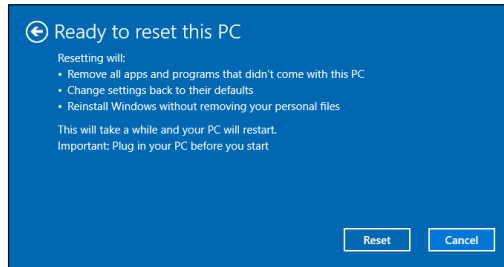 Ready to reset this PC
Resetting will:
• Remove all apps and programs that didn't come with this PC
• Change settings back to their defaults
• Reinstall Windows without removing your personal files
This will take a while and your PC will restart.
Important: Plug in your PC before you start
Reset Cancel